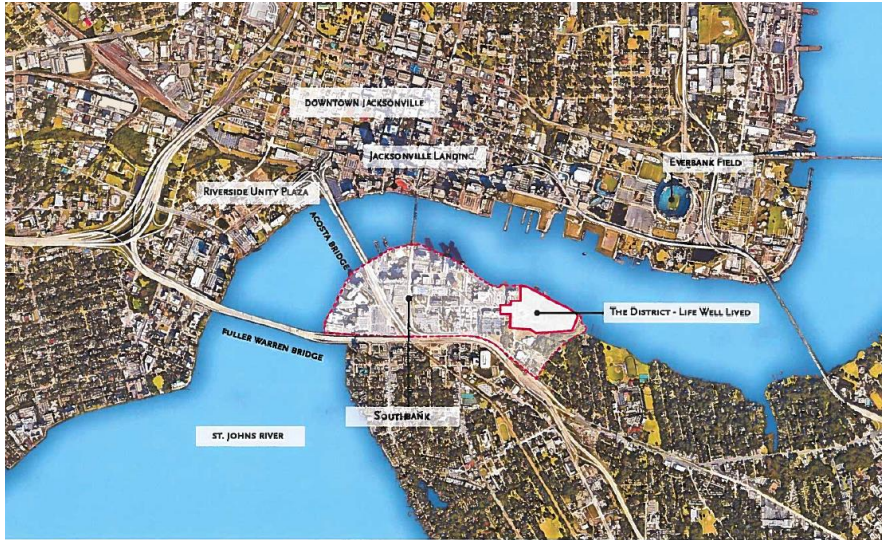 DOWNTOWN JACKSONVILLE
JACKSONVILLE LANDING
EVERBANK FIELD
RIVERSIDE UNITY PLAZA
ACOSTA BRIDGE
THE DISTRICT - LIFE WELL LIVED
FULLER WARREN BRIDGE
SOUTHBANK
ST. JOHNS RIVER